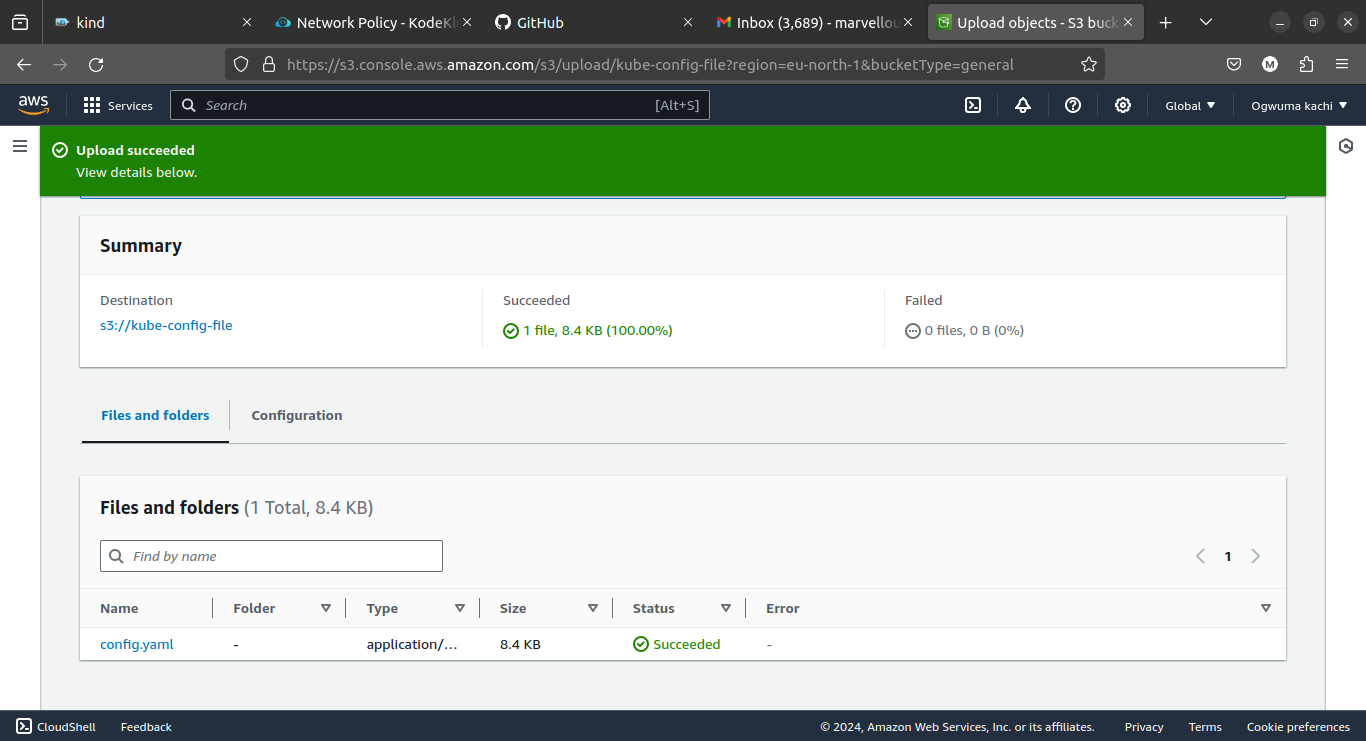 kind
Network Policy - KodeKl
GitHub
Inbox (3,689) - marvellou
Upload objects - S3 buck
https://s3.console.aws.amazon.com/s3/upload/kube-config-file?region=eu-north-1&bucketType=general
M
aws
Services
Search
[Alt+S]
Global
Ogwuma kachi
Upload succeeded
View details below.
Summary
Destination
s3://kube-config-file
Succeeded
1 file, 8.4 KB (100.00%)
Failed
0 files, 0 B (0%)
Files and folders
Configuration
Files and folders (1 Total, 8.4 KB)
Find by name
1
Name Folder Type Size Status Error
config.yaml - application/… 8.4 KB Succeeded -
CloudShell Feedback © 2024, Amazon Web Services, Inc. or its affiliates. Privacy Terms Cookie preferences